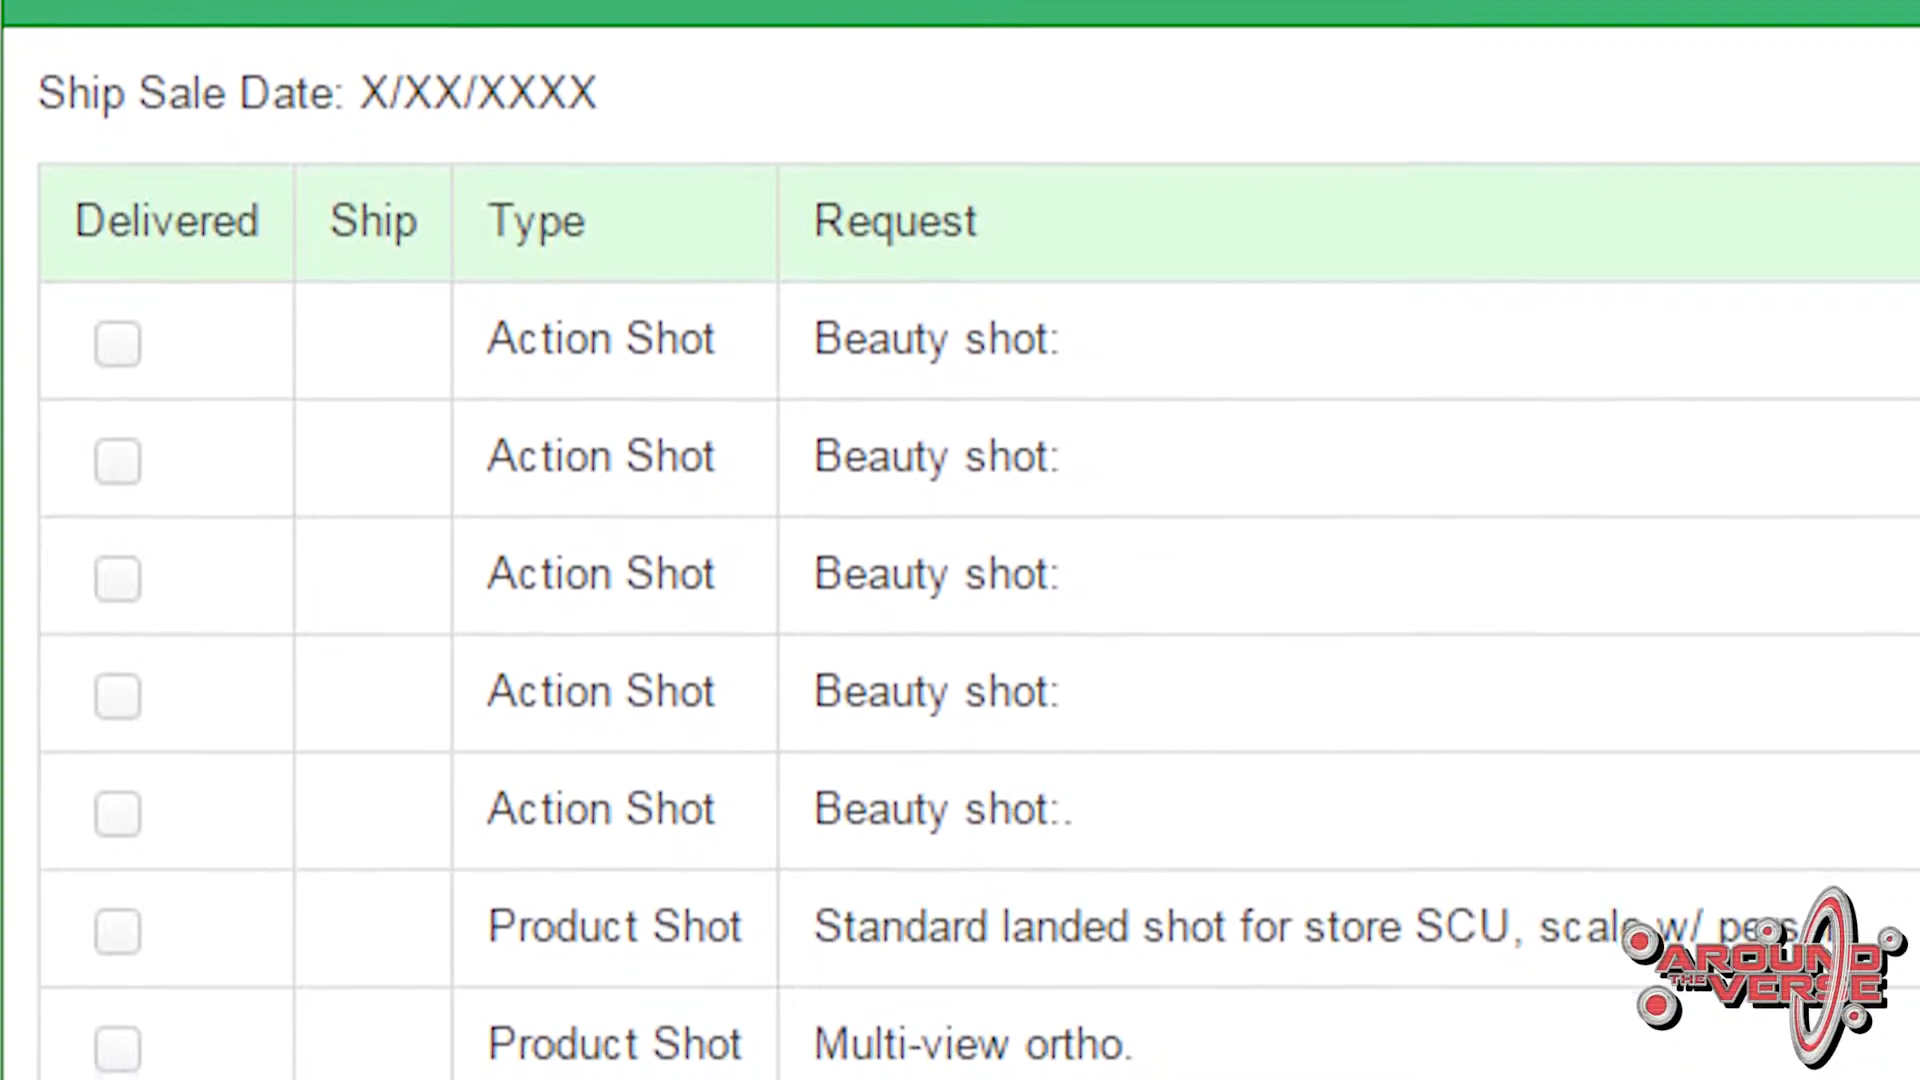 Ship Sale Date: X/XX/XXXX
Delivered Ship Type Request
Action Shot Beauty shot:
Action Shot Beauty shot:
Action Shot Beauty shot:
Action Shot Beauty shot:
Action Shot Beauty shot:.
Product Shot Standard landed shot for store SCU, scale w/
AROUND
THE VERSE
Product Shot Multi-view ortho.